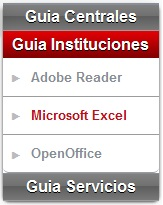 Guia Centrales
Guia Instituciones
Adobe Reader
Microsoft Excel
OpenOffice
Guia Servicios